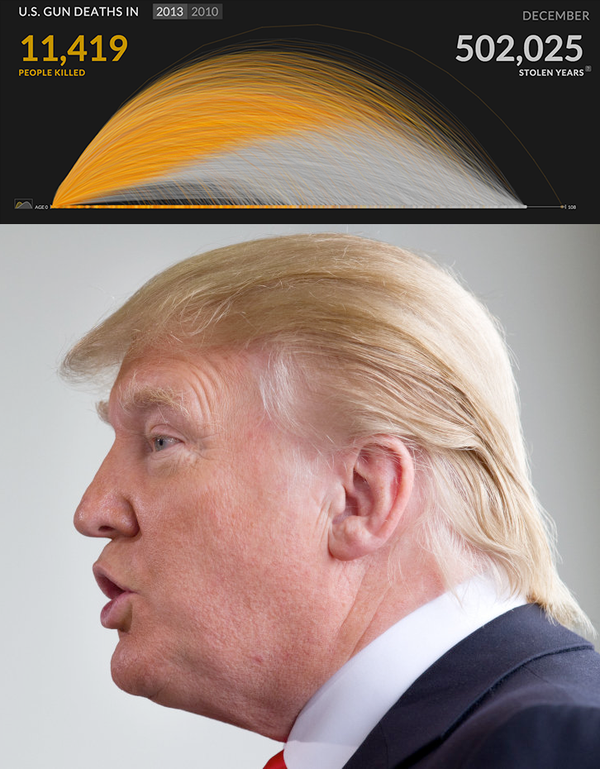 U.S. GUN DEATHS IN 2013 2010
DECEMBER
11,419
PEOPLE KILLED
502,025
STOLEN YEARS
AGE 0
108